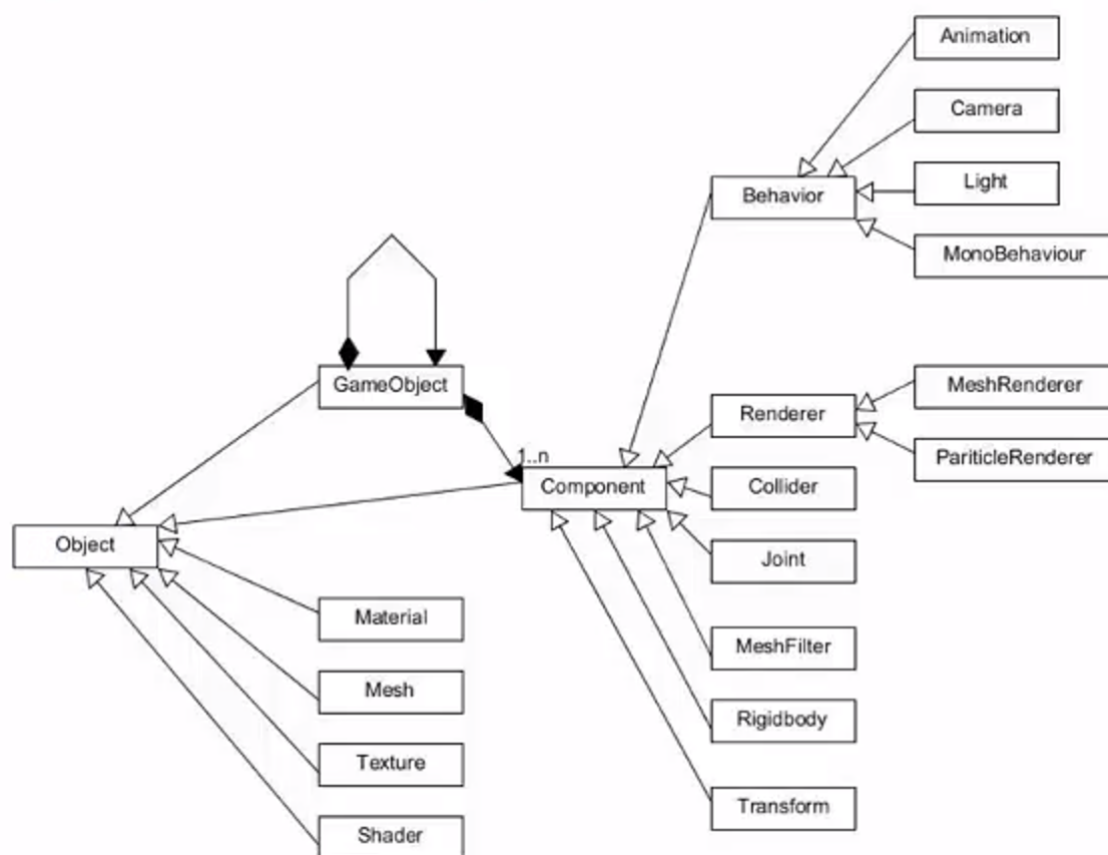 Animation
Camera
Light
Behavior
MonoBehaviour
GameObject
MeshRenderer
Renderer
PariticleRenderer
1..n
Component
Collider
Object
Joint
Material
MeshFilter
Mesh
Rigidbody
Texture
Transform
Shader